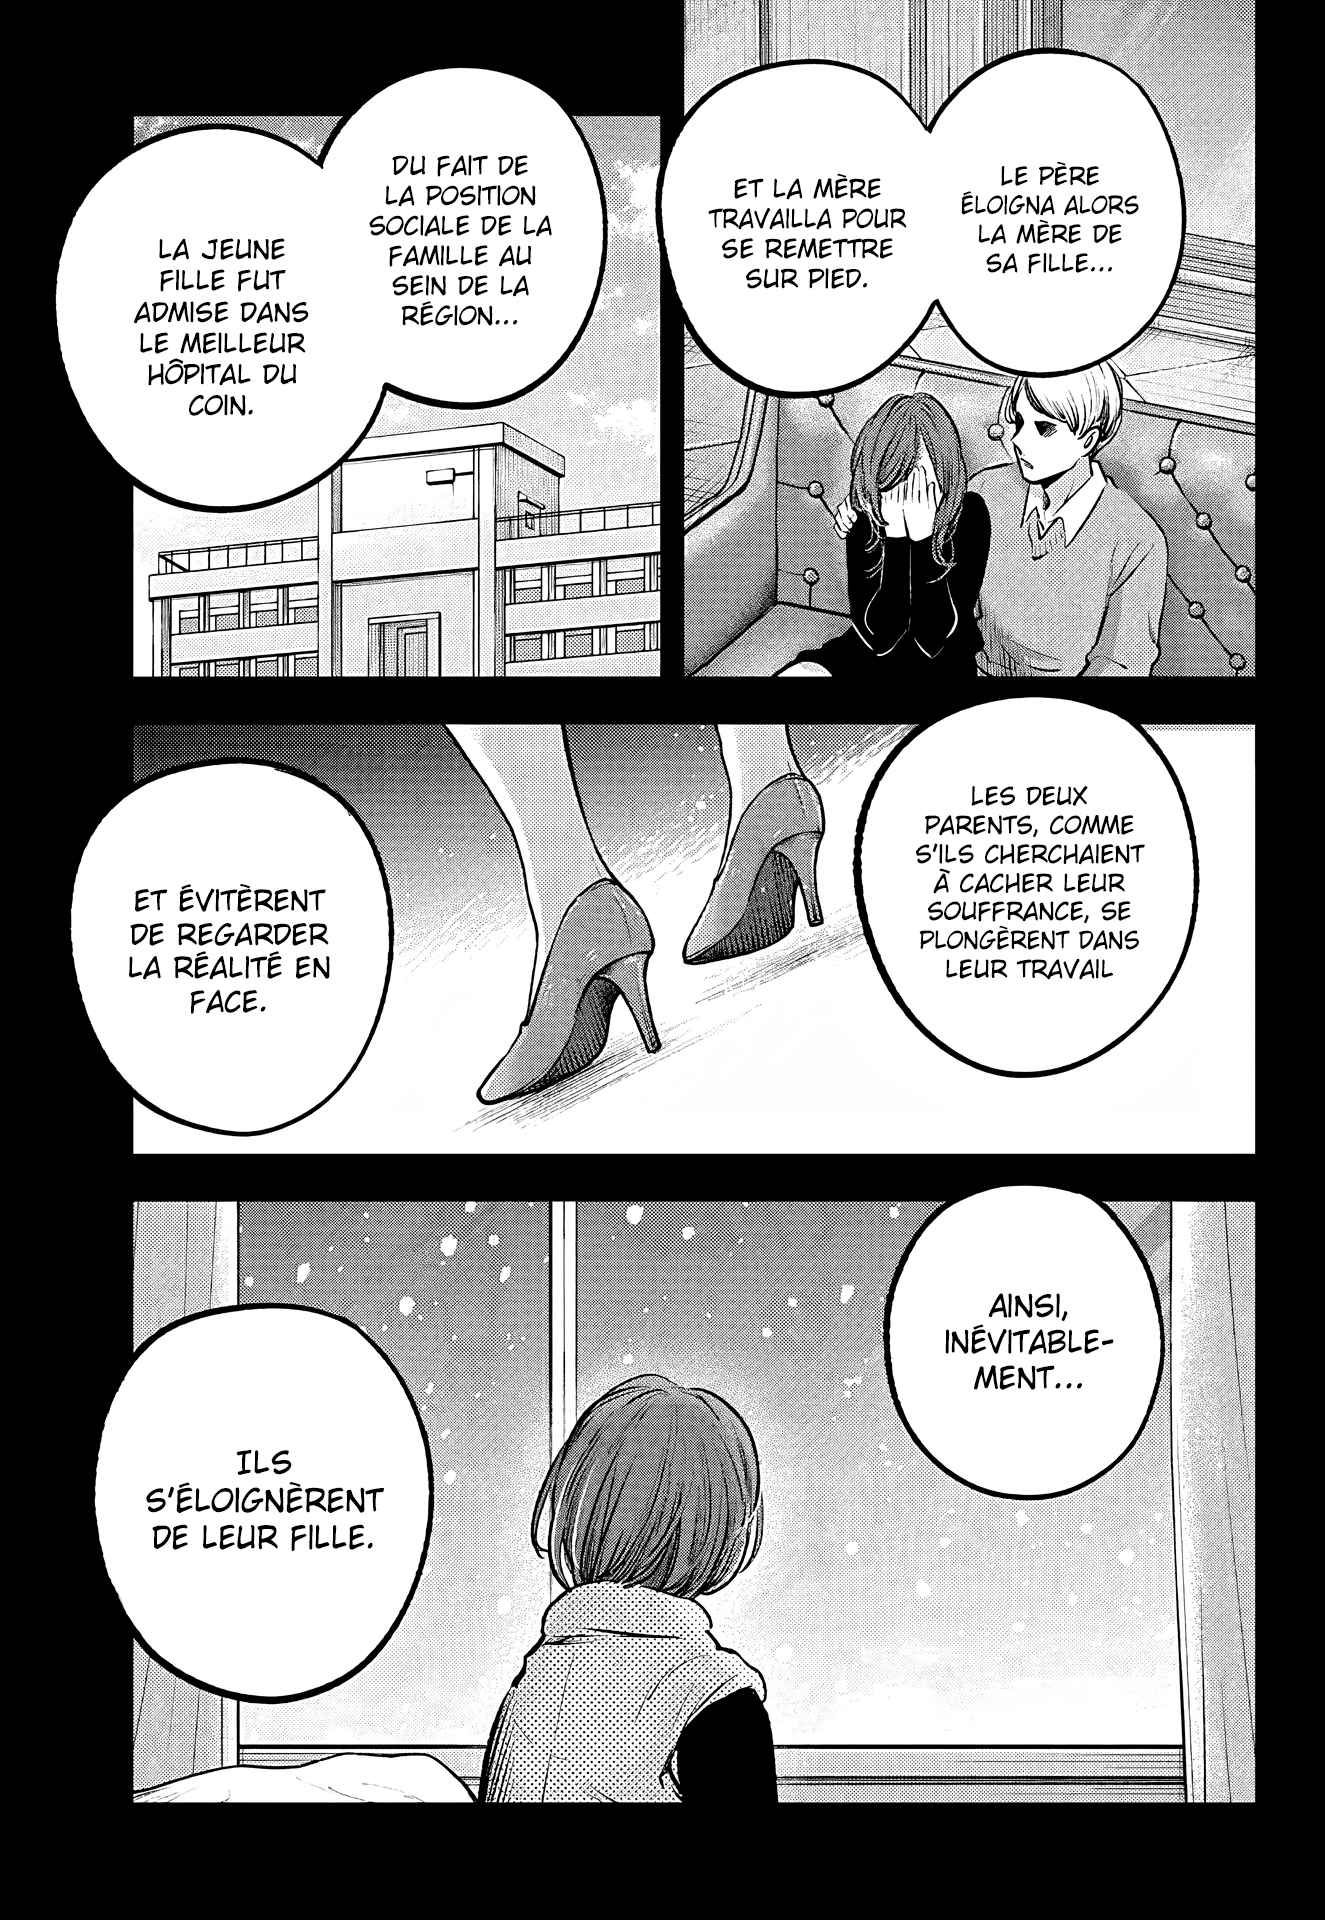 LE PÈRE
ÉLOIGNA ALORS
LA MÈRE DE
SA FILLE...
ET LA MÈRE
TRAVAILLA POUR
SE REMETTRE
SUR PIED.
DU FAIT DE
LA POSITION
SOCIALE DE LA
FAMILLE AU
SEIN DE LA
RÉGION...
LA JEUNE
FILLE FUT
ADMISE DANS
LE MEILLEUR
HÔPITAL DU
COIN.
LES DEUX
PARENTS, COMME
S'ILS CHERCHAIENT
À CACHER LEUR
SOUFFRANCE, SE
PLONGÈRENT DANS
LEUR TRAVAIL
ET ÉVITÈRENT
DE REGARDER
LA RÉALITÉ EN
FACE.
AINSI,
INÉVITABLE-
MENT...
ILS
S'ÉLOIGNÈRENT
DE LEUR FILLE.